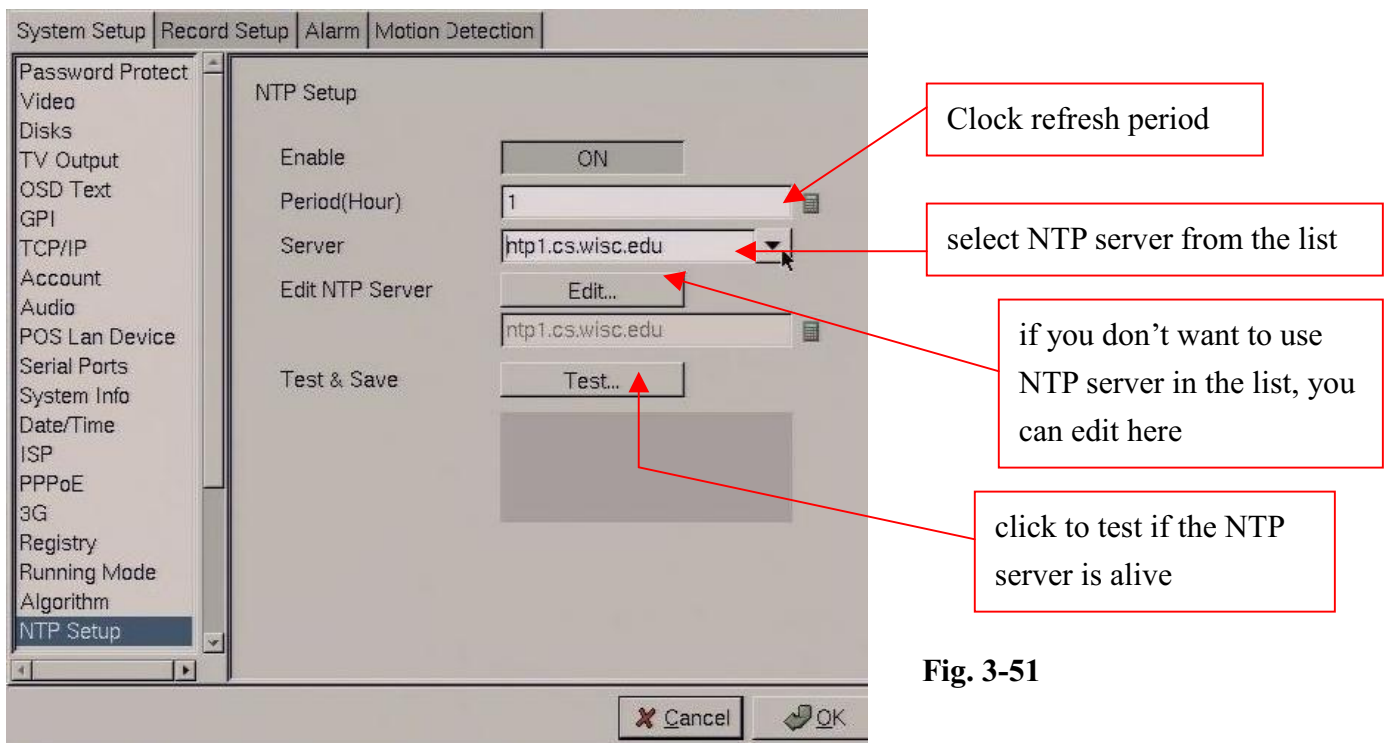 System Setup Record Setup Alarm Motion Detection
Password Protect
Video
Disks
TV Output
OSD Text
GPI
TCP/IP
Account
Audio
POS Lan Device
Serial Ports
System Info
Date/Time
ISP
PPPoE
3G
Registry
Running Mode
Algorithm
NTP Setup
NTP Setup
Enable ON
Period(Hour) 1
Server ntp1.cs.wisc.edu
Edit NTP Server Edit...
ntp1.cs.wisc.edu
Test & Save Test...
Cancel OK
Clock refresh period
select NTP server from the list
if you don’t want to use
NTP server in the list, you
can edit here
click to test if the NTP
server is alive
Fig. 3-51